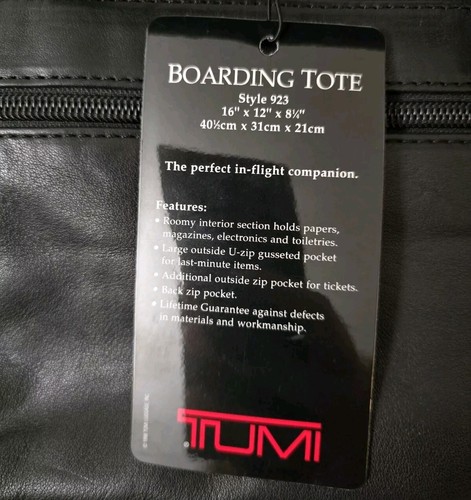 BOARDING TOTE
Style 923
16" x 12" x 8¼"
40½cm x 31cm x 21cm
The perfect in-flight companion.
Features:
• Roomy interior section holds papers,
magazines, electronics and toiletries.
• Large outside U-zip gusseted pocket
for last-minute items.
• Additional outside zip pocket for tickets.
• Back zip pocket.
• Lifetime Guarantee against defects
in materials and workmanship.
TUMI